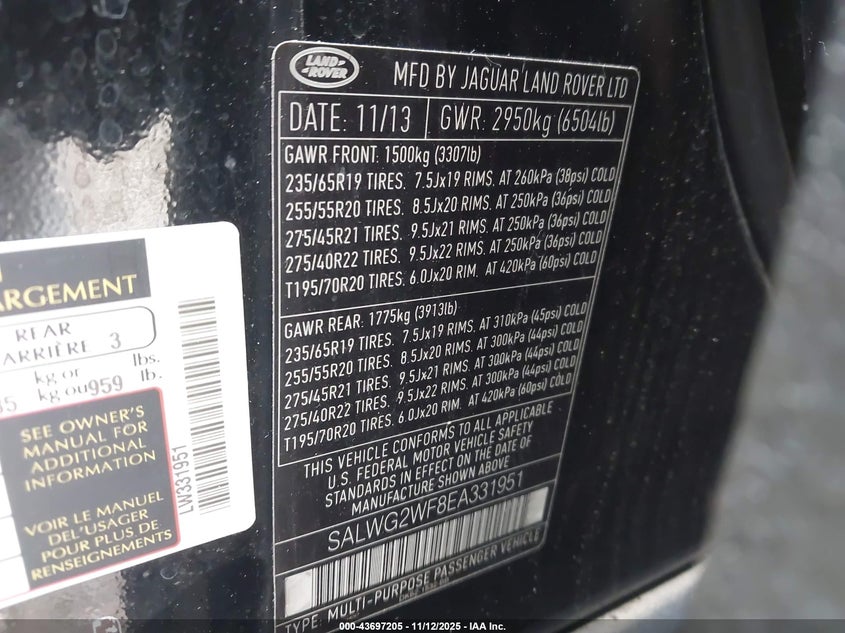 LAND
ROVER
MFD BY JAGUAR LAND ROVER LTD
DATE: 11/13
GWR: 2950kg (6504lb)
GAWR FRONT: 1500kg (3307lb)
235/65R19 TIRES. 7.5Jx19 RIMS. AT 260kPa (38psi) COLD
255/55R20 TIRES. 8.5Jx20 RIMS. AT 250kPa (36psi) COLD
275/45R21 TIRES. 9.5Jx21 RIMS. AT 250kPa (36psi) COLD
275/40R22 TIRES. 9.5Jx22 RIMS. AT 250kPa (36psi) COLD
T195/70R20 TIRES. 6.0Jx20 RIM. AT 420kPa (60psi) COLD
GAWR REAR: 1775kg (3913lb)
235/65R19 TIRES. 7.5Jx19 RIMS. AT 310kPa (45psi) COLD
255/55R20 TIRES. 8.5Jx20 RIMS. AT 300kPa (44psi) COLD
275/45R21 TIRES. 9.5Jx21 RIMS. AT 300kPa (44psi) COLD
275/40R22 TIRES. 9.5Jx22 RIMS. AT 300kPa (44psi) COLD
T195/70R20 TIRES. 6.0Jx20 RIM. AT 420kPa (60psi) COLD
THIS VEHICLE CONFORMS TO ALL APPLICABLE
U.S. FEDERAL MOTOR VEHICLE SAFETY
STANDARDS IN EFFECT ON THE DATE OF
MANUFACTURE SHOWN ABOVE
SALWG2WF8EA331951
TYPE: MULTI-PURPOSE PASSENGER VEHICLE
ARGEMENT
REAR
ARRIÈRE 3
kg or lbs.
kg ou 959 lb.
SEE OWNER'S
MANUAL FOR
ADDITIONAL
INFORMATION
VOIR LE MANUEL
DEL'USAGER
POUR PLUS DE
RENSEIGNEMENTS
LW331951
000-43697205 - 11/12/2025 - IAA Inc.